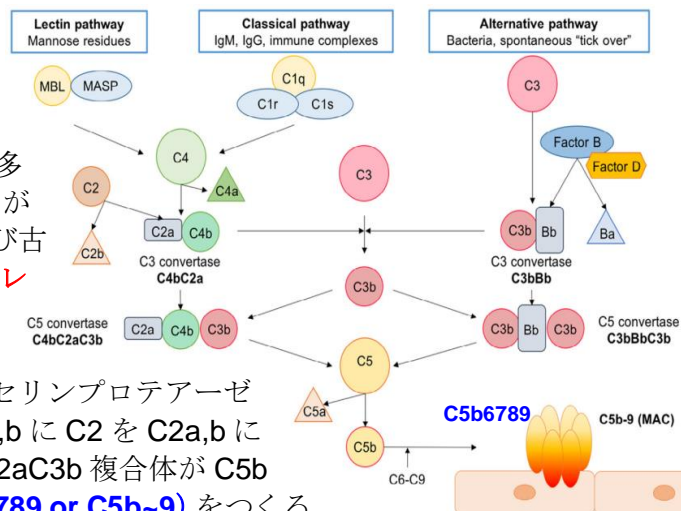 Lectin pathway
Mannose residues
Classical pathway
IgM, IgG, immune complexes
Alternative pathway
Bacteria, spontaneous “tick over”
MBL
MASP
C1q
C1r
C1s
C3
C4
C4a
C2
C2b
C2a
C4b
C3 convertase
C4bC2a
C3
Factor B
Factor D
C3b
Bb
Ba
C3 convertase
C3bBb
C3b
C5 convertase
C4bC2aC3b
C2a
C4b
C3b
C3b
Bb
C3b
C5 convertase
C3bBbC3b
C5
C5a
C5b
C6-C9
C5b6789
C5b-9 (MAC)
多
が
び古
レ
セリンプロテアーゼ
,b に C2 を C2a,b に
2aC3b 複合体が C5b
789 or C5b~9) をつくる